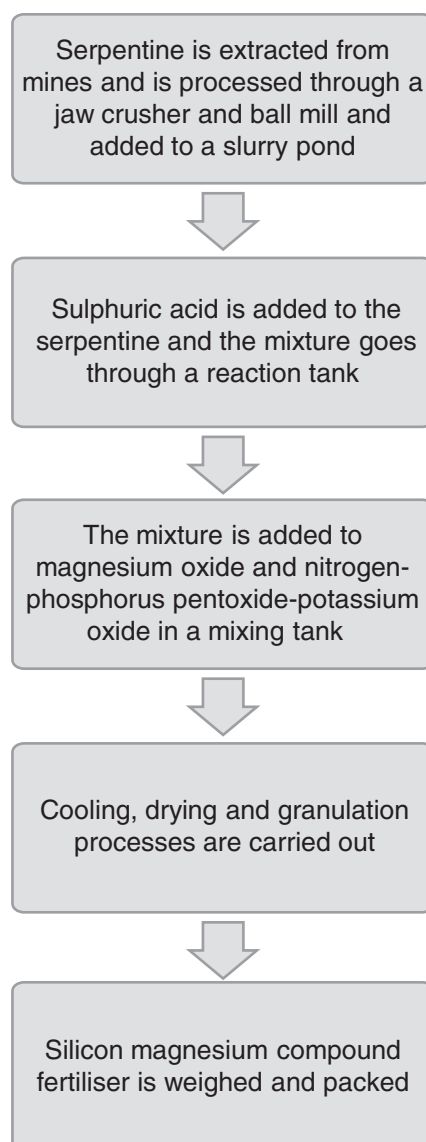 Serpentine is extracted from
mines and is processed through a
jaw crusher and ball mill and
added to a slurry pond
Sulphuric acid is added to the
serpentine and the mixture goes
through a reaction tank
The mixture is added to
magnesium oxide and nitrogen-
phosphorus pentoxide-potassium
oxide in a mixing tank
Cooling, drying and granulation
processes are carried out
Silicon magnesium compound
fertiliser is weighed and packed